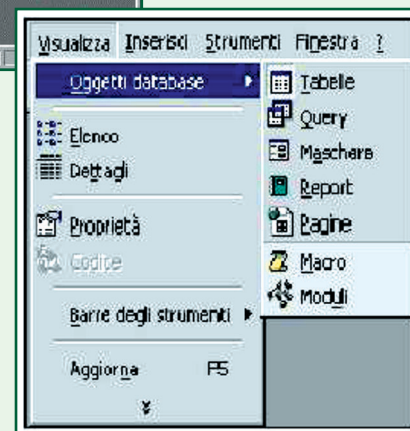 Visualizza Inserisci Strumenti Finestra ?
Oggetti database
Elenco
Dettagli
Proprietà
Codice
Barre degli strumenti
Aggiorna F5
Tabelle
Query
Maschere
Report
Pagine
Macro
Moduli